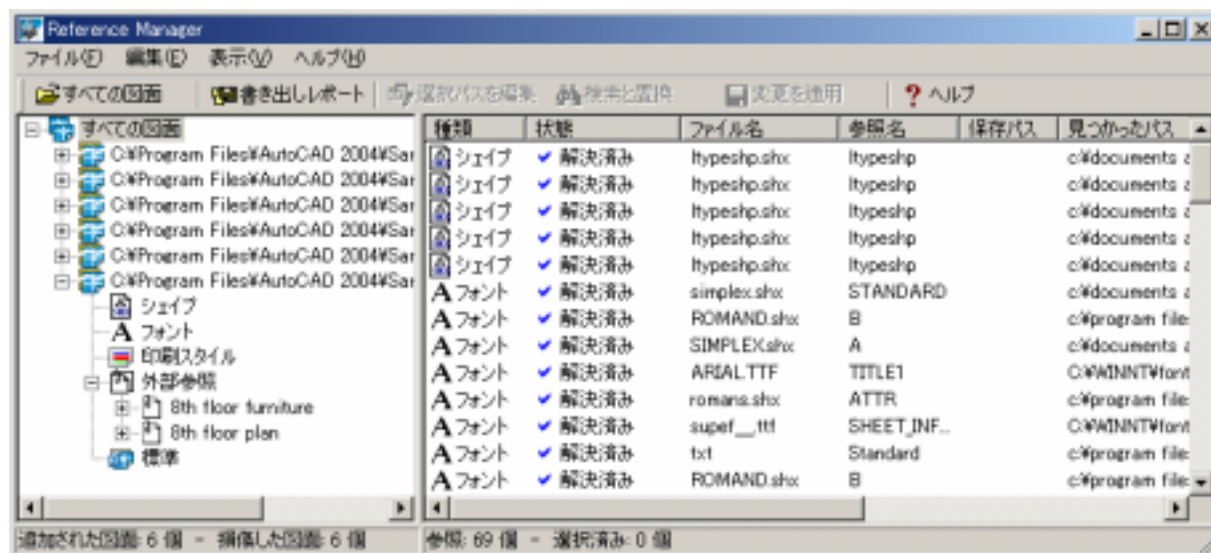 Reference Manager
ファイル(F) 編集(E) 表示(V) ヘルプ(H)
すべての図面 書き出しレポート 選択パスを編集 検索と置換 変更を適用 ? ヘルプ
すべての図面
C:¥Program Files¥AutoCAD 2004¥Sar
C:¥Program Files¥AutoCAD 2004¥Sar
C:¥Program Files¥AutoCAD 2004¥Sar
C:¥Program Files¥AutoCAD 2004¥Sar
C:¥Program Files¥AutoCAD 2004¥Sar
C:¥Program Files¥AutoCAD 2004¥Sar
シェイプ
A フォント
印刷スタイル
外部参照
8th floor furniture
8th floor plan
標準
種類 状態 ファイル名 参照名 保存パス 見つかったパス
シェイプ 解決済み ltypeshp.shx ltypeshp c:¥documents a
シェイプ 解決済み ltypeshp.shx ltypeshp c:¥documents a
シェイプ 解決済み ltypeshp.shx ltypeshp c:¥documents a
シェイプ 解決済み ltypeshp.shx ltypeshp c:¥documents a
シェイプ 解決済み ltypeshp.shx ltypeshp c:¥documents a
A フォント 解決済み simplex.shx STANDARD c:¥documents a
A フォント 解決済み ROMAND.shx B c:¥program file
A フォント 解決済み SIMPLEX.shx A c:¥documents a
A フォント 解決済み ARIAL.TTF TITLE1 C:¥WINNT¥font
A フォント 解決済み romans.shx ATTR c:¥program file
A フォント 解決済み supef__.ttf SHEET_INF... C:¥WINNT¥font
A フォント 解決済み txt Standard c:¥program file
A フォント 解決済み ROMAND.shx B c:¥program file
追加された図面: 6 個 - 損傷した図面: 6 個
参照: 69 個 - 選択済み: 0 個